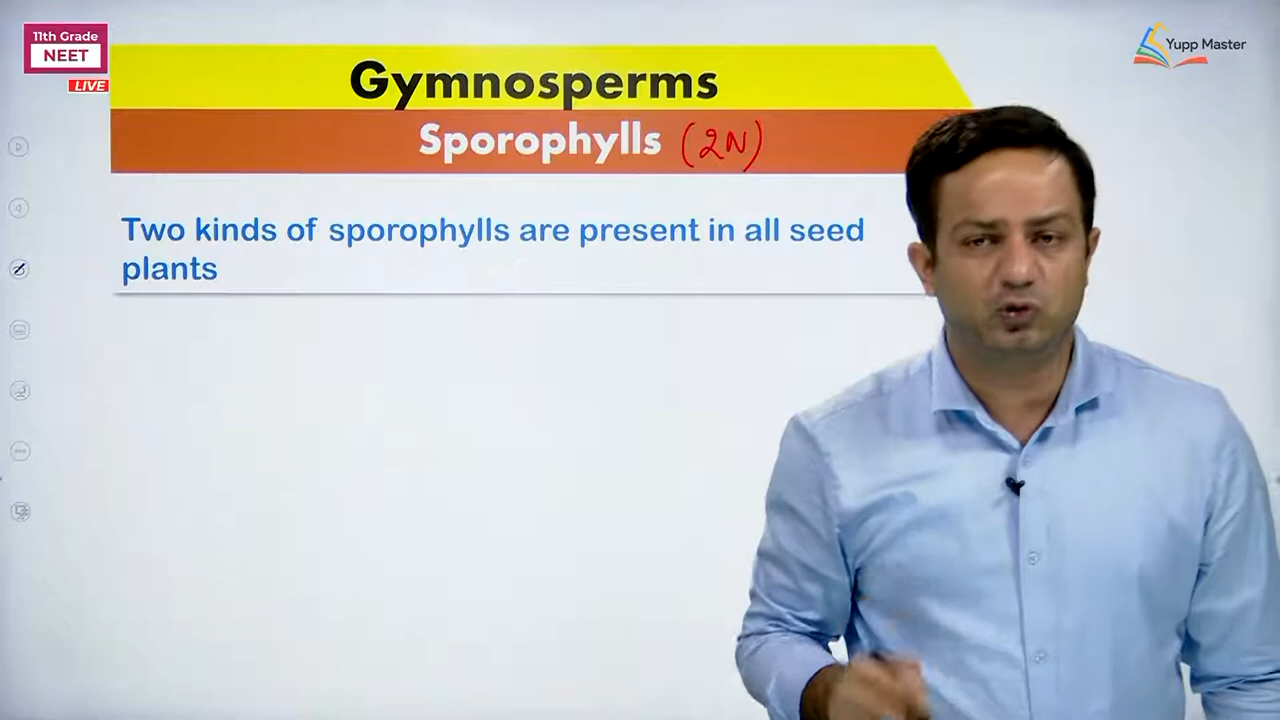 11th Grade
NEET
LIVE
Yupp Master
Gymnosperms
Sporophylls (2N)
Two kinds of sporophylls are present in all seed
plants